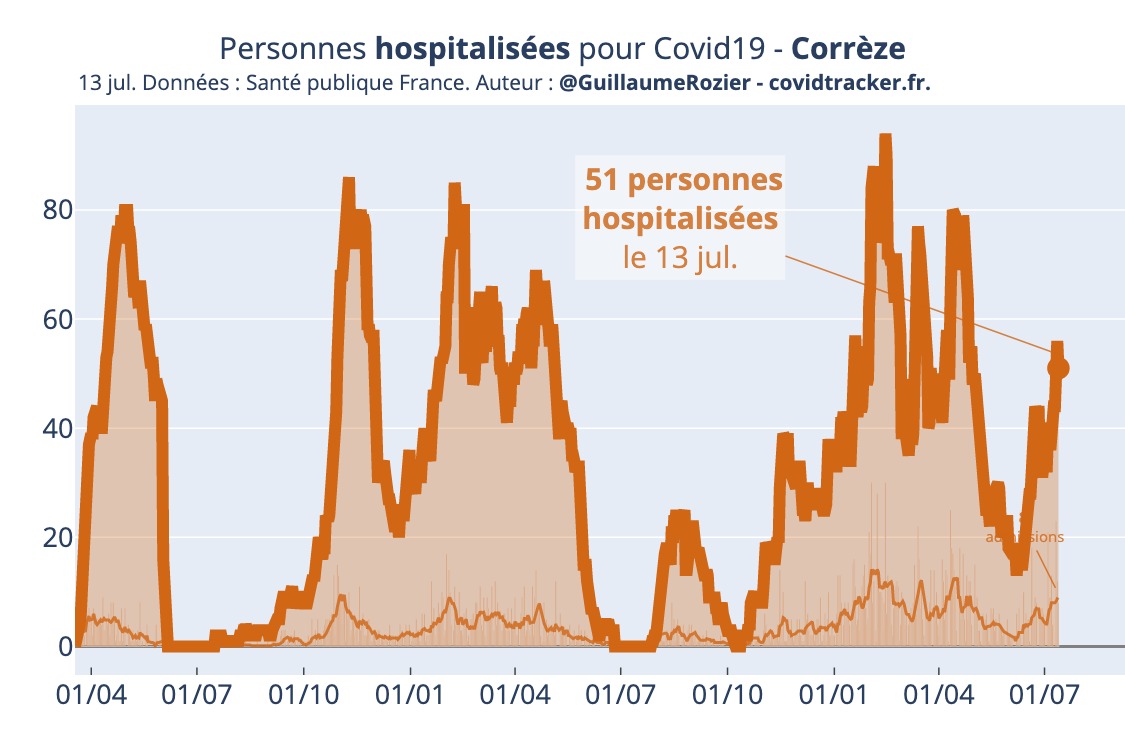 Personnes hospitalisées pour Covid19 - Corrèze
13 jul. Données : Santé publique France. Auteur : @GuillaumeRozier - covidtracker.fr.
51 personnes
hospitalisées
le 13 jul.
80
60
40
20
0
admissions
01/04 01/07 01/10 01/01 01/04 01/07 01/10 01/01 01/04 01/07